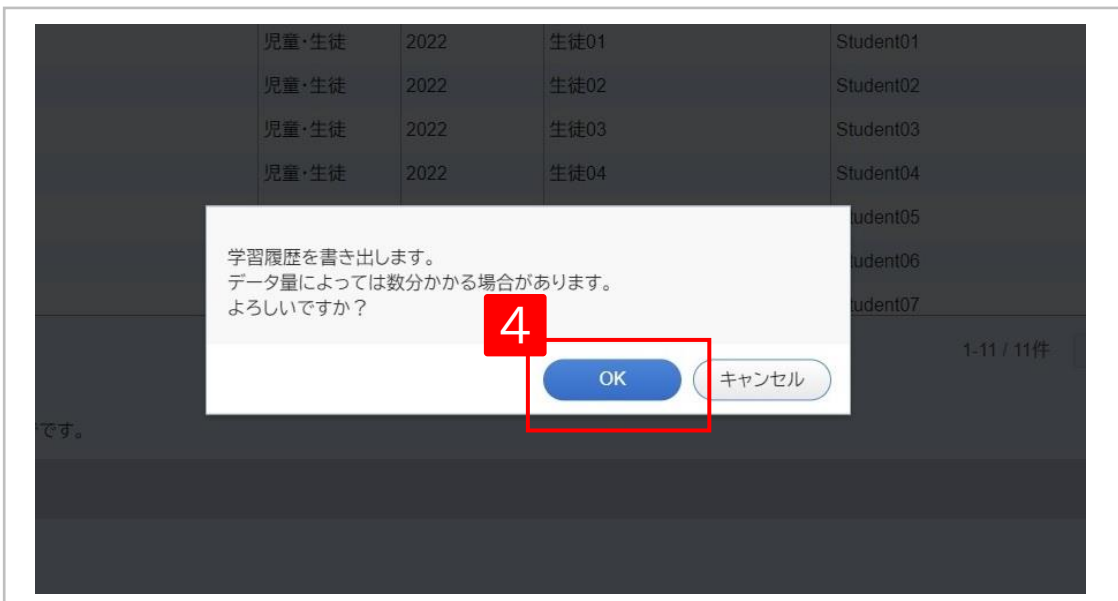 児童・生徒 2022 生徒01 Student01
児童・生徒 2022 生徒02 Student02
児童・生徒 2022 生徒03 Student03
児童・生徒 2022 生徒04 Student04
tudent05
学習履歴を書き出します。
tudent06
データ量によっては数分かかる場合があります。
よろしいですか？
tudent07
4
1-11 / 11件
OK キャンセル
です。